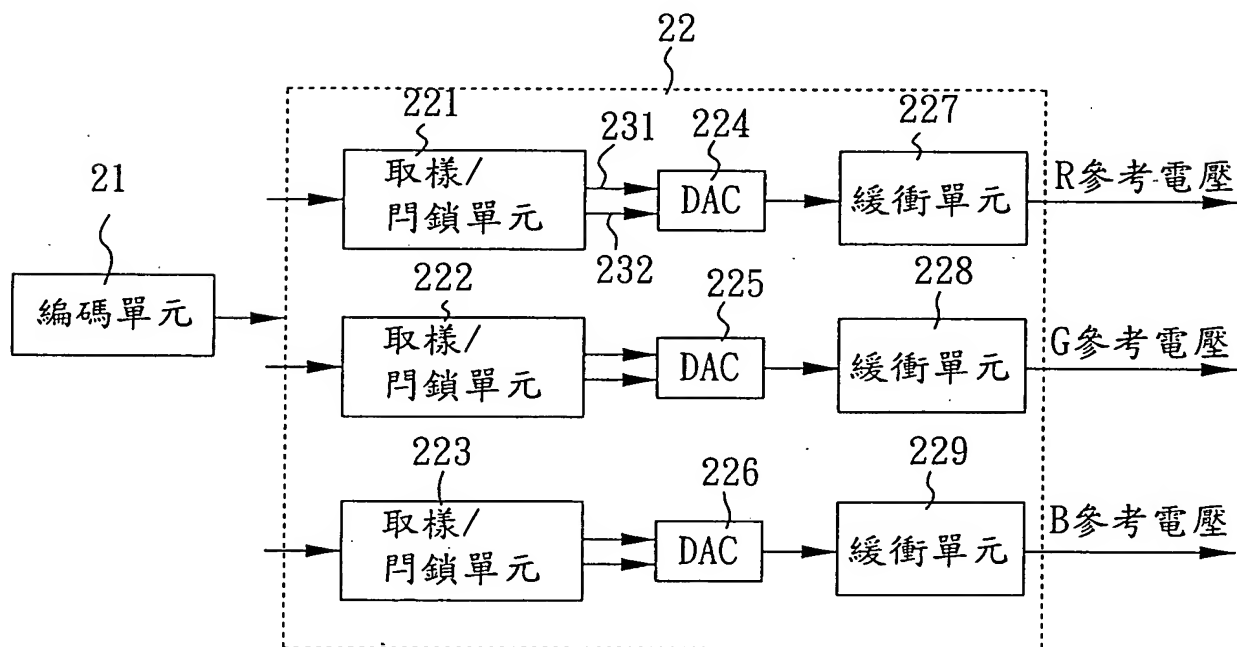 22
221
231
224
227
取樣/
閂鎖單元
DAC
緩衝單元
R參考電壓
21
232
編碼單元
222
225
228
取樣/
閂鎖單元
DAC
緩衝單元
G參考電壓
223
226
229
取樣/
閂鎖單元
DAC
緩衝單元
B參考電壓